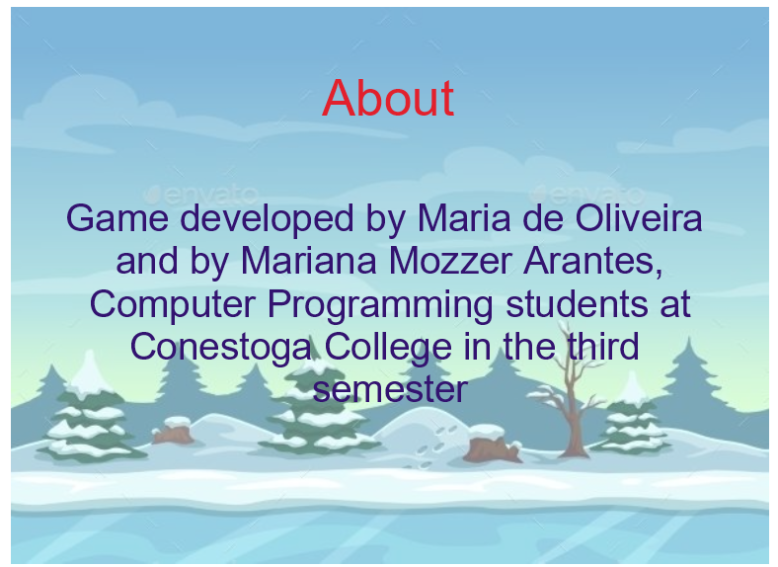 About
envato envato
Game developed by Maria de Oliveira
and by Mariana Mozzer Arantes,
Computer Programming students at
Conestoga College in the third
semester